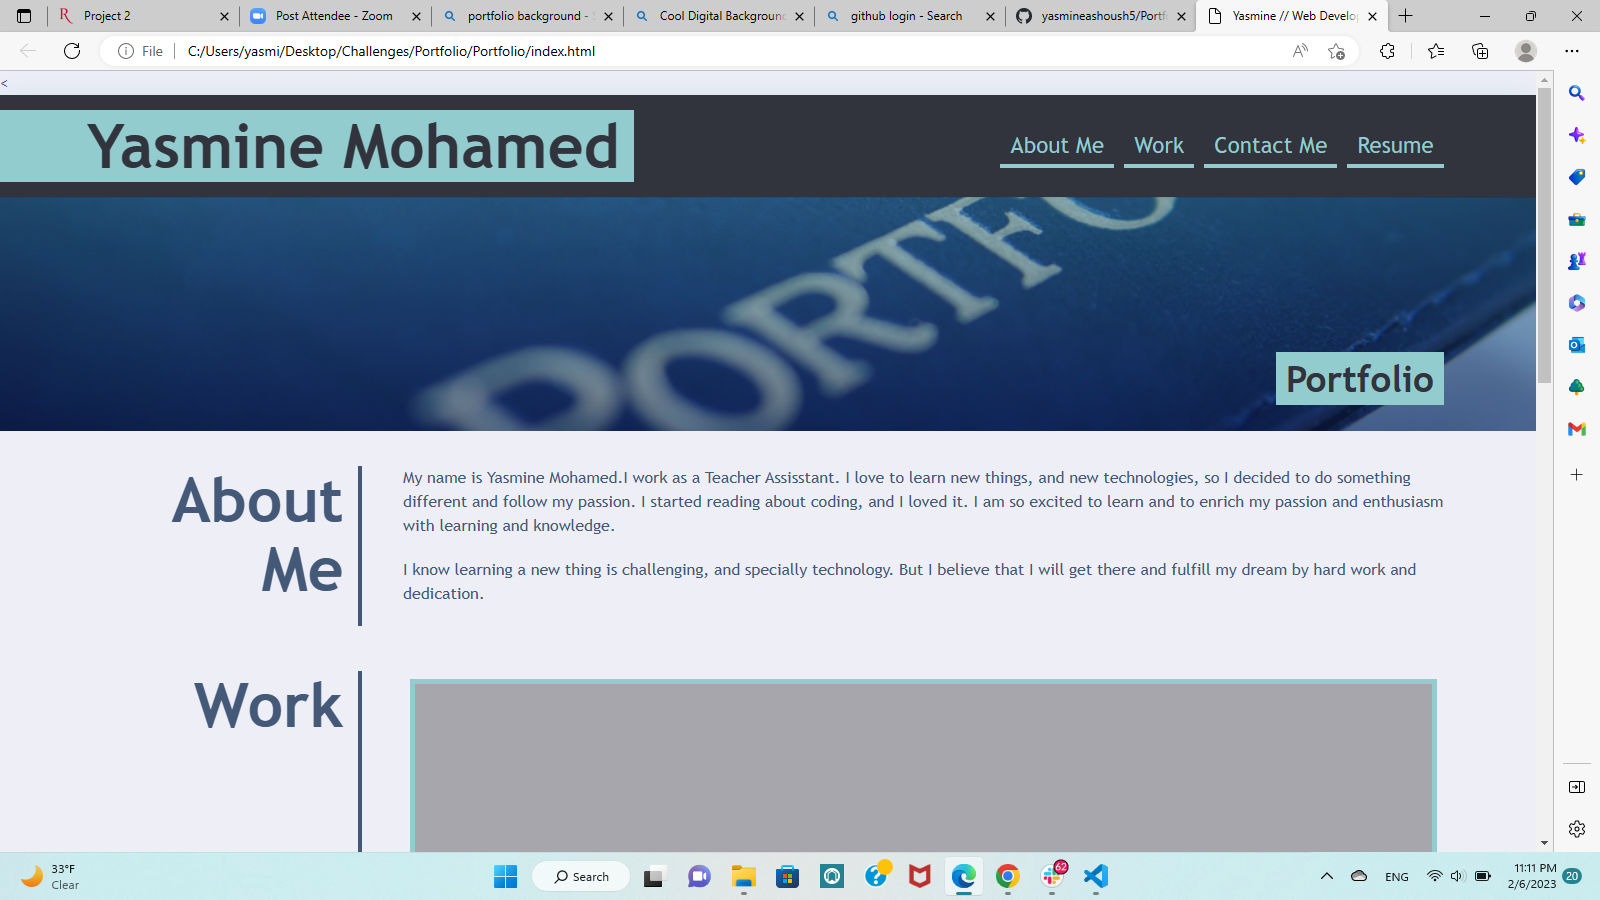 Project 2
Post Attendee - Zoom
portfolio background - S
Cool Digital Background
github login - Search
yasmineashoush5/Portf
Yasmine // Web Develop
File
C:/Users/yasmi/Desktop/Challenges/Portfolio/Portfolio/index.html
<
Yasmine Mohamed
About Me
Work
Contact Me
Resume
PORTFO
Portfolio
About
Me
My name is Yasmine Mohamed.I work as a Teacher Assisstant. I love to learn new things, and new technologies, so I decided to do something
different and follow my passion. I started reading about coding, and I loved it. I am so excited to learn and to enrich my passion and enthusiasm
with learning and knowledge.
I know learning a new thing is challenging, and specially technology. But I believe that I will get there and fulfill my dream by hard work and
dedication.
Work
33°F
Clear
Search
62
ENG
11:11 PM
2/6/2023
20